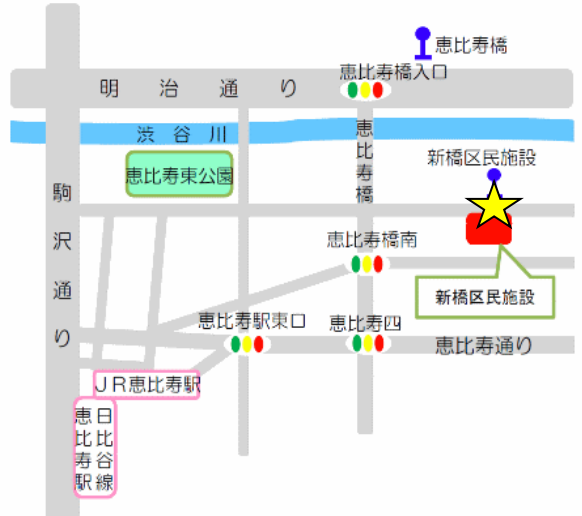 恵比寿橋
恵比寿橋入口
明治通り
渋谷川
恵比寿橋
新橋区民施設
恵比寿東公園
駒沢通り
恵比寿橋南
新橋区民施設
恵比寿駅東口
恵比寿四
恵比寿通り
JR恵比寿駅
日比谷線
恵比寿駅